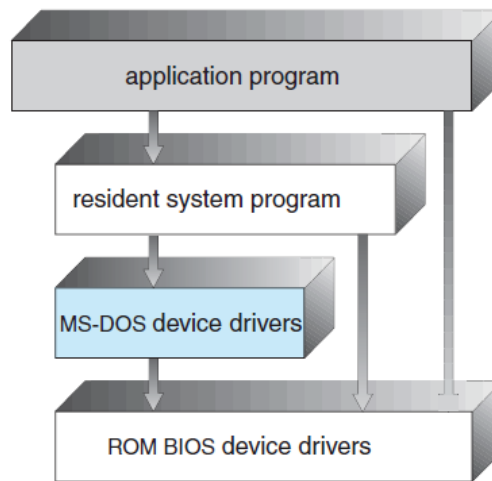 application program
resident system program
MS-DOS device drivers
ROM BIOS device drivers